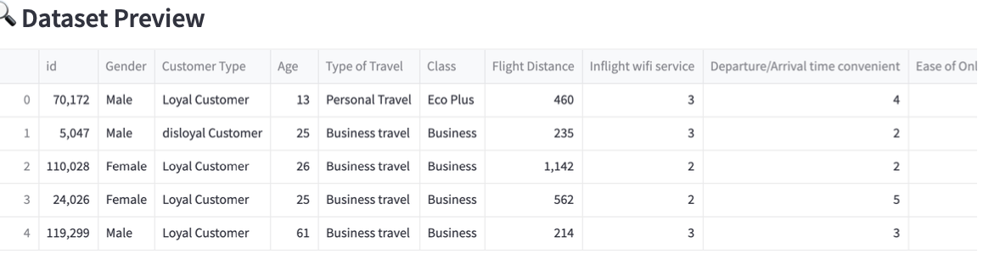 Dataset Preview
id Gender Customer Type Age Type of Travel Class Flight Distance Inflight wifi service Departure/Arrival time convenient Ease of Onl
0 70,172 Male Loyal Customer 13 Personal Travel Eco Plus 460 3 4
1 5,047 Male disloyal Customer 25 Business travel Business 235 3 2
2 110,028 Female Loyal Customer 26 Business travel Business 1,142 2 2
3 24,026 Female Loyal Customer 25 Business travel Business 562 2 5
4 119,299 Male Loyal Customer 61 Business travel Business 214 3 3